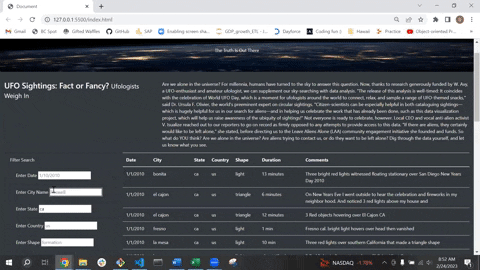 Document
127.0.0.1:5500/index.html
Gmail
BC Spot
Gifted Waffles
GitHub
SAP
Enabling screen sha...
GDP_growth_ETL - J...
Dayforce
Coding Jun :)
Nawad
Practice
Object-oriented Pr...
The Truth Is Out There
UFO Sightings: Fact or Fancy? Ufologists
Weigh In
Are we alone in the universe? For millennia, humans have turned to the sky to answer this question. Now, thanks to research generously funded by W. Avy,
a UFO-enthusiast and amateur ufologist, we can supplement our sky searching with data analysis. "The release of this analysis is well-timed: it coincides
with the celebration of World UFO Day, which is a moment for ufologists around the world to connect, relax, and sample a range of UFO-themed snacks,"
said Dr. Ursula F. Olivier, the world's preeminent expert on circular sightings. "Citizen-scientists can be especially helpful in both cataloguing sightings—
which is hugely helpful for us in our search for aliens—and in helping us celebrate the work that has already been done, such as this data visualization
project, which will help us raise awareness of the ubiquity of sightings!" Not everyone is ready to celebrate, however. Local CEO and vocal anti-alien activist
V. Isualize reached out to our reporters to go on record as firmly opposed to any attempts to provide access to this data. "If there are aliens, they certainly
would like to be left alone," she stated, before directing us to the Leave Aliens Alone (LAA) community engagement initiative she founded and funds. So
what do YOU think? Are we alone in the universe? Are aliens trying to contact us, or do they want to be left alone? Dig through the data yourself, and let
us know what you see.
Filter Search
Enter Date 1/10/2010
Enter City Name roswell
Enter State ca
Enter Country us
Enter Shape formation
Date City State Country Shape Duration Comments
1/1/2010 bonita ca us light 13 minutes Three bright red lights witnessed floating stationary over San Diego New Years
Day 2010
1/1/2010 el cajon ca us triangle 6 minutes On New Years Eve I went outside to hear the celebration and fireworks in my
neighbor hood. And noticed 3 red lights above my house and
1/1/2010 el cajon ca us triangle 12 minutes 3 Red objects hovering over El Cajon CA
1/1/2010 fresno ca us light 1 min Fresno cal. bright light hovers over head then vanished
1/1/2010 la mesa ca us light 10 min Three red lights over southern California that made a triangle shape
NASDAQ -1.70%
8:52 AM
2/24/2023